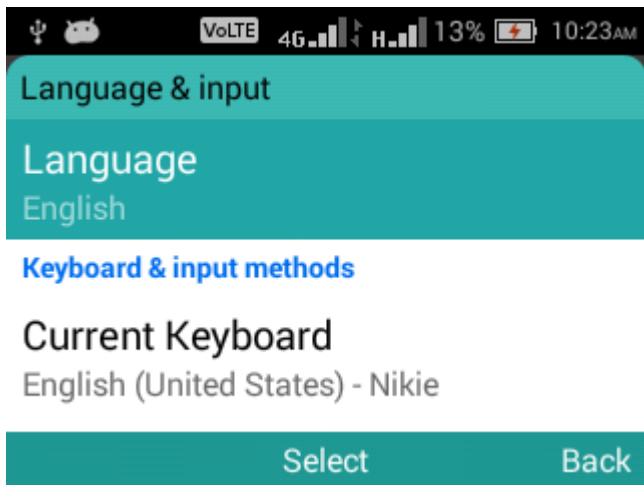 VoLTE 4G H 13% 10:23AM
Language & input
Language
English
Keyboard & input methods
Current Keyboard
English (United States) - Nikie
Select Back